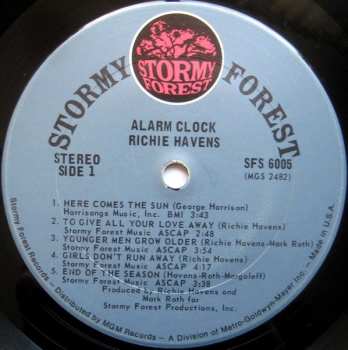 STORMY FOREST
STORMY
FOREST
ALARM CLOCK
RICHIE HAVENS
STEREO
SIDE 1
SFS 6005
(MGS 2482)
1. HERE COMES THE SUN (George Harrison)
Harrisongs Music, Inc. BMI 3:43
2. TO GIVE ALL YOUR LOVE AWAY (Richie Havens)
Stormy Forest Music ASCAP 2:48
3. YOUNGER MEN GROW OLDER (Richie Havens-Mark Roth)
Stormy Forest Music ASCAP 3:54
4. GIRLS DON'T RUN AWAY (Richie Havens)
Stormy Forest Music ASCAP 4:17
5. END OF THE SEASON (Havens-Roth-Margoleff)
Stormy Forest Music ASCAP 3:38
Produced by Richie Havens and
Mark Roth for
Stormy Forest Productions, Inc.
Stormy Forest Records – Distributed by MGM Records – A Division of Metro-Goldwyn-Mayer Inc. – Made in U.S.A.